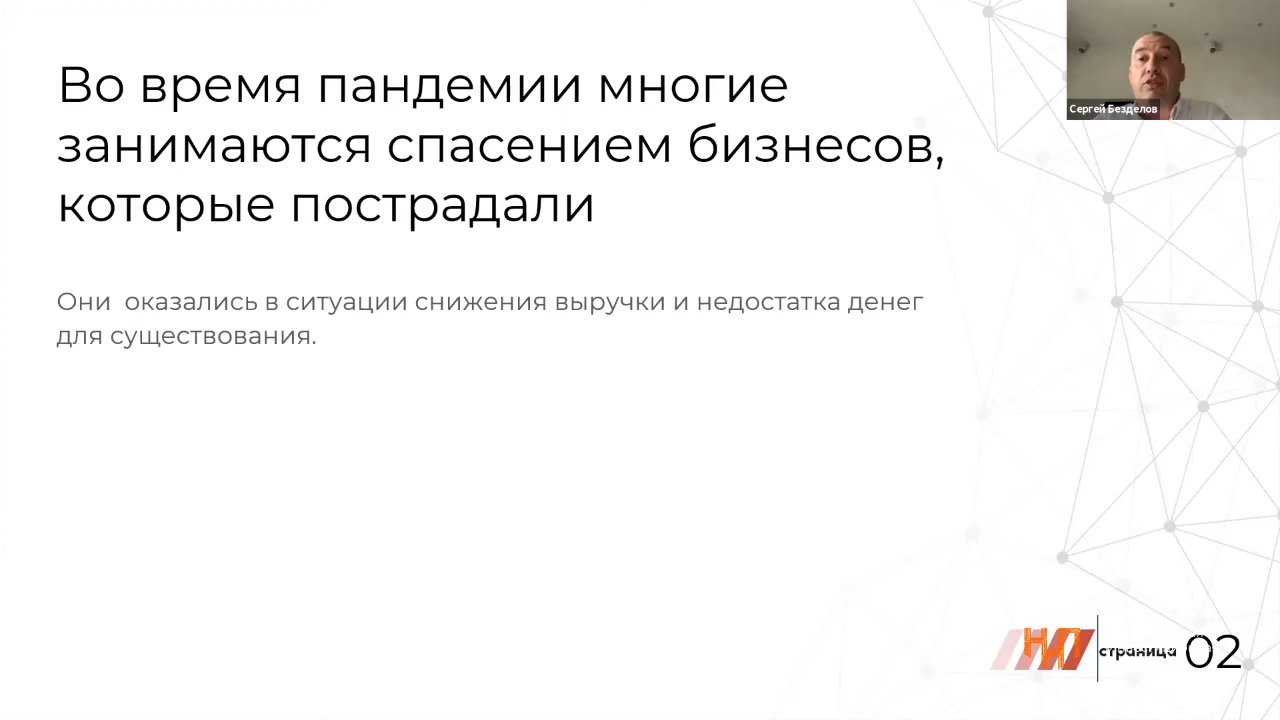 Во время пандемии многие
занимаются спасением бизнесов,
которые пострадали
Они  оказались в ситуации снижения выручки и недостатка денег
для существования.
Сергей Безделов
НИП
страница 02